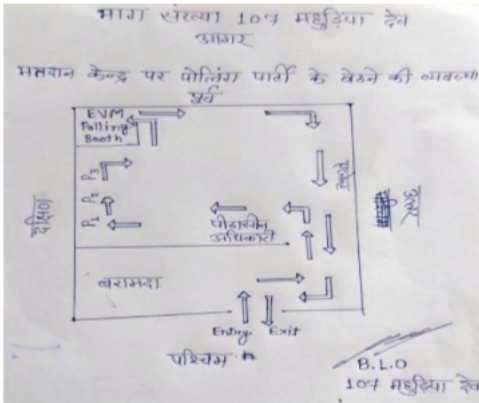 भाग संख्या 107 महुड़िया देव
आगर
मतदान केन्द्र पर पोलिंग पार्टी के बेठने की व्यवस्था
पूर्व
EVM
Polling
Booth
P3
P2
P1
दक्षिण
उत्तर
पीठासीन
अधिकारी
बरामदा
Entry Exit
पश्चिम
B.L.O
107 महुड़िया देव